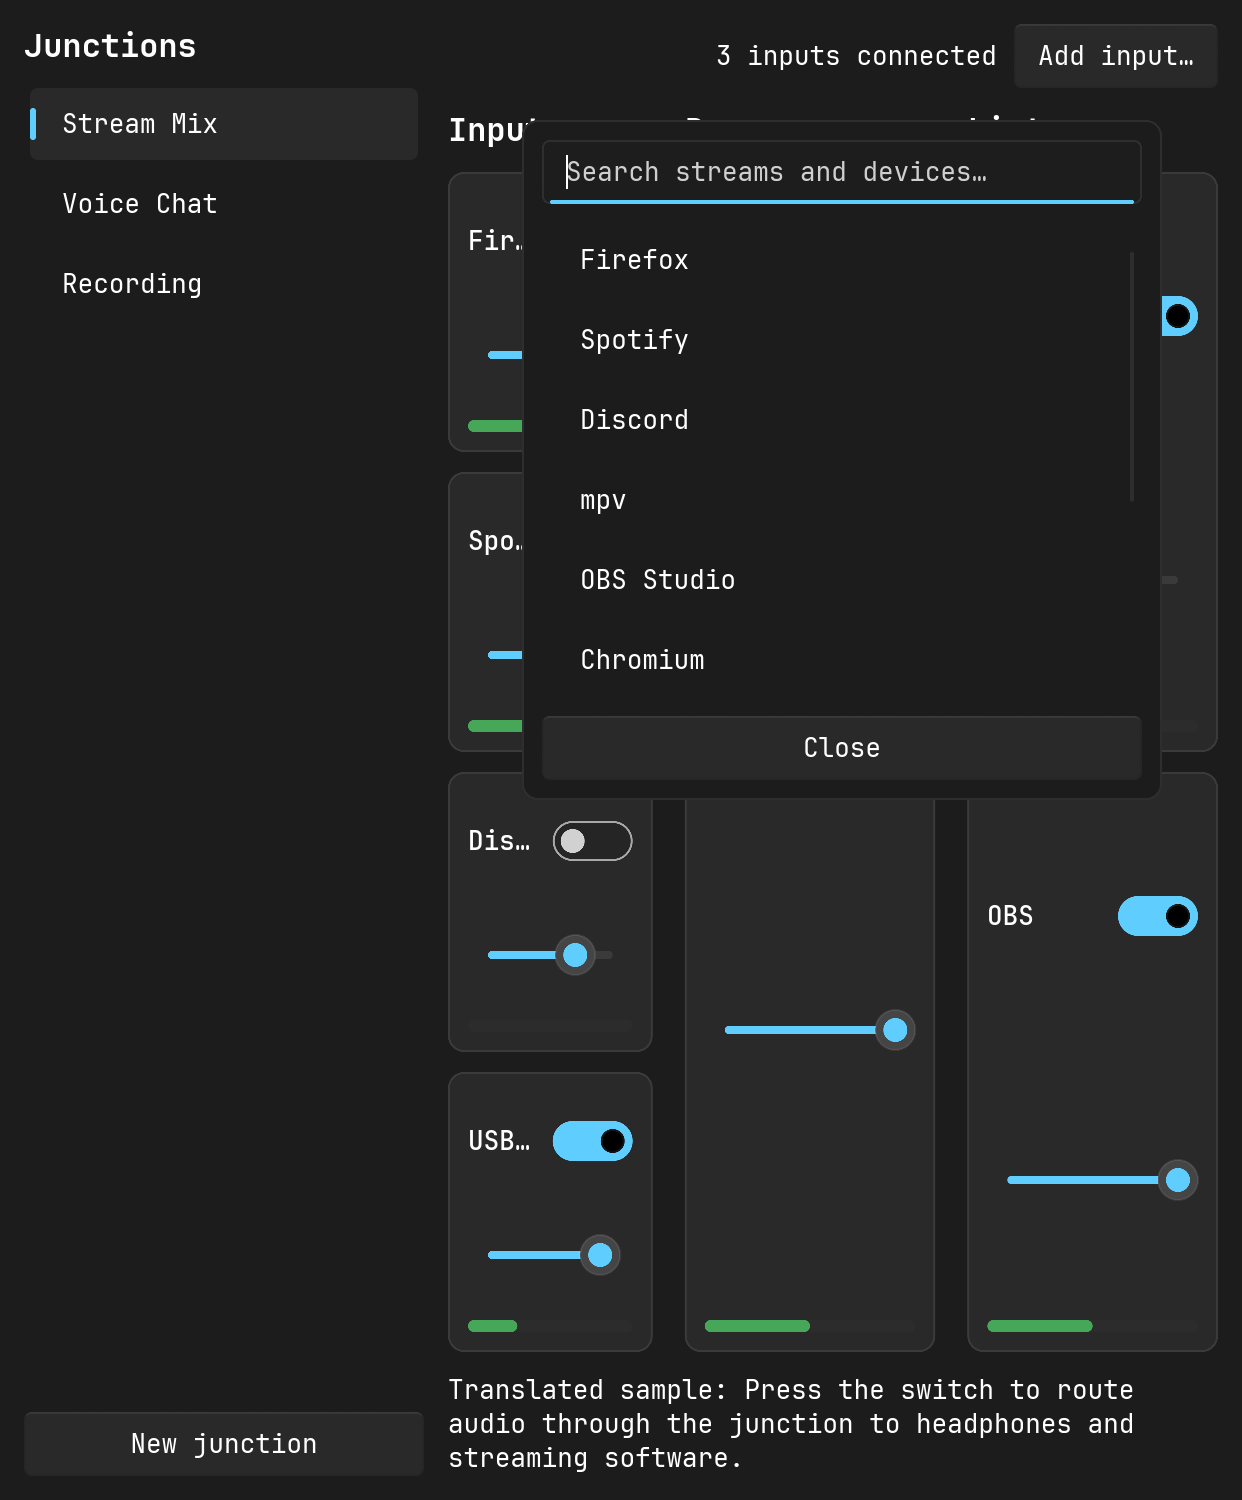 Junctions
3 inputs connected
Add input…
Stream Mix
Voice Chat
Recording
Search streams and devices…
Firefox
Spotify
Discord
mpv
OBS Studio
Chromium
Close
Fir…
Spo…
Dis…
OBS
USB…
Translated sample: Press the switch to route
audio through the junction to headphones and
streaming software.
New junction